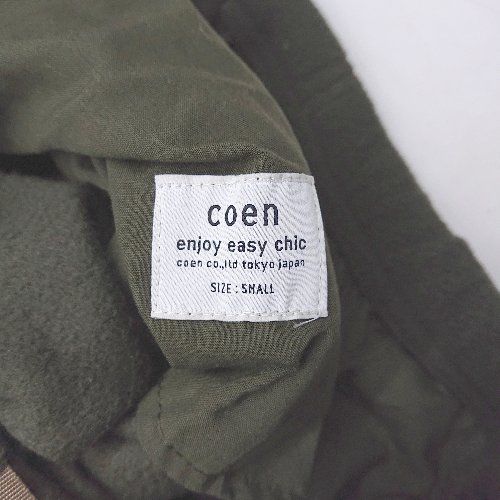 coen
enjoy easy chic
coen co.,ltd tokyo japan
SIZE : SMALL